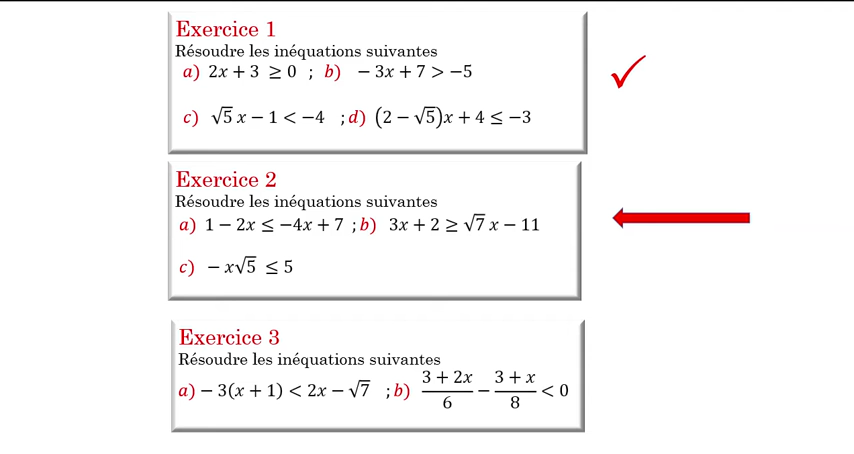 Exercice 1
Résoudre les inéquations suivantes
a) 2x + 3 ≥ 0 ; b) − 3x + 7 > −5
c) √5 x − 1 < −4 ; d) (2 − √5)x + 4 ≤ −3
Exercice 2
Résoudre les inéquations suivantes
a) 1 − 2x ≤ −4x + 7 ; b) 3x + 2 ≥ √7 x − 11
c) − x√5 ≤ 5
Exercice 3
Résoudre les inéquations suivantes
a) − 3(x + 1) < 2x − √7 ; b) (3 + 2x)/6 − (3 + x)/8 < 0